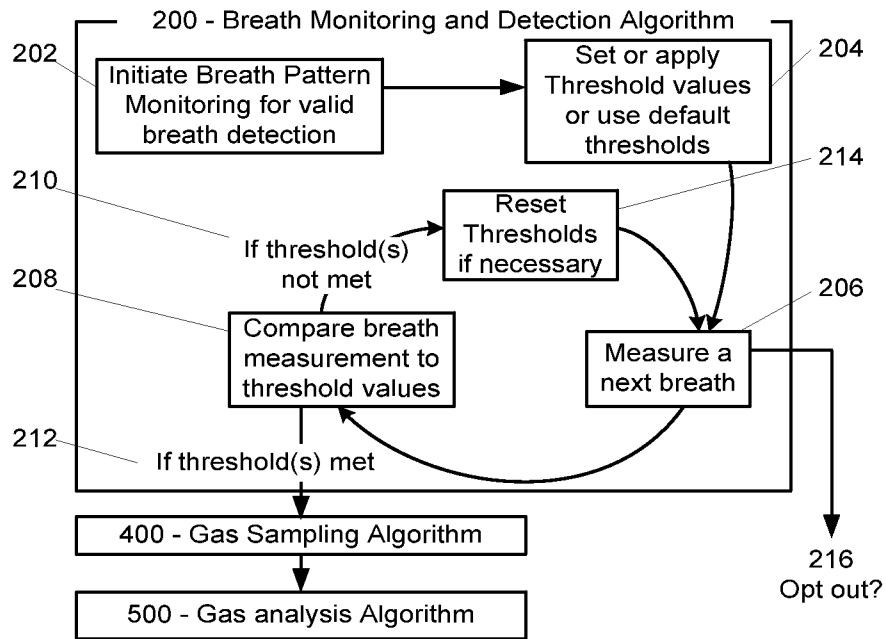 200 - Breath Monitoring and Detection Algorithm
202
Initiate Breath Pattern
Monitoring for valid
breath detection
Set or apply
Threshold values
or use default
thresholds
204
210
214
Reset
Thresholds
if necessary
If threshold(s)
not met
208
Compare breath
measurement to
threshold values
206
Measure a
next breath
212
If threshold(s) met
400 - Gas Sampling Algorithm
500 - Gas analysis Algorithm
216
Opt out?